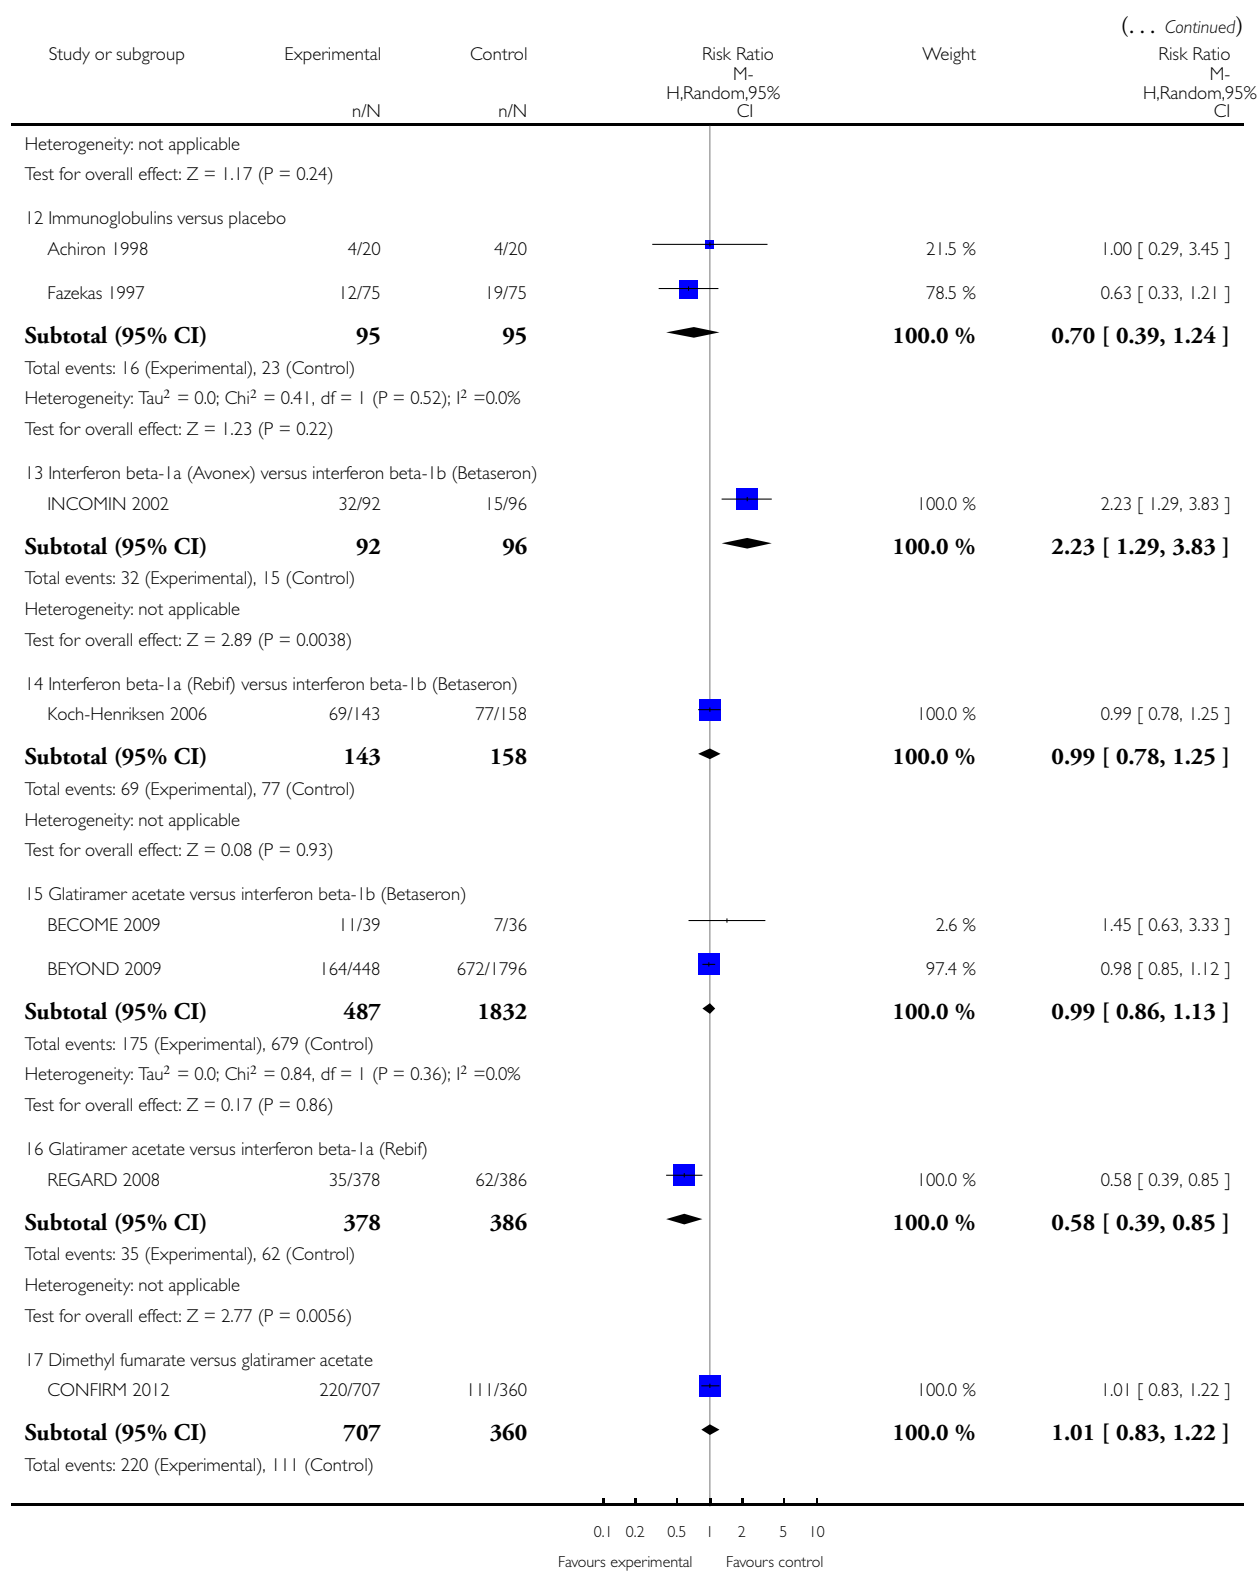 (... Continued)
Study or subgroup Experimental Control Risk Ratio Weight Risk Ratio
M- M-
H,Random,95% H,Random,95%
n/N n/N CI CI
Heterogeneity: not applicable
Test for overall effect: Z = 1.17 (P = 0.24)
12 Immunoglobulins versus placebo
Achiron 1998 4/20 4/20 21.5 % 1.00 [ 0.29, 3.45 ]
Fazekas 1997 12/75 19/75 78.5 % 0.63 [ 0.33, 1.21 ]
Subtotal (95% CI) 95 95 100.0 % 0.70 [ 0.39, 1.24 ]
Total events: 16 (Experimental), 23 (Control)
Heterogeneity: Tau² = 0.0; Chi² = 0.41, df = 1 (P = 0.52); I² =0.0%
Test for overall effect: Z = 1.23 (P = 0.22)
13 Interferon beta-1a (Avonex) versus interferon beta-1b (Betaseron)
INCOMIN 2002 32/92 15/96 100.0 % 2.23 [ 1.29, 3.83 ]
Subtotal (95% CI) 92 96 100.0 % 2.23 [ 1.29, 3.83 ]
Total events: 32 (Experimental), 15 (Control)
Heterogeneity: not applicable
Test for overall effect: Z = 2.89 (P = 0.0038)
14 Interferon beta-1a (Rebif) versus interferon beta-1b (Betaseron)
Koch-Henriksen 2006 69/143 77/158 100.0 % 0.99 [ 0.78, 1.25 ]
Subtotal (95% CI) 143 158 100.0 % 0.99 [ 0.78, 1.25 ]
Total events: 69 (Experimental), 77 (Control)
Heterogeneity: not applicable
Test for overall effect: Z = 0.08 (P = 0.93)
15 Glatiramer acetate versus interferon beta-1b (Betaseron)
BECOME 2009 11/39 7/36 2.6 % 1.45 [ 0.63, 3.33 ]
BEYOND 2009 164/448 672/1796 97.4 % 0.98 [ 0.85, 1.12 ]
Subtotal (95% CI) 487 1832 100.0 % 0.99 [ 0.86, 1.13 ]
Total events: 175 (Experimental), 679 (Control)
Heterogeneity: Tau² = 0.0; Chi² = 0.84, df = 1 (P = 0.36); I² =0.0%
Test for overall effect: Z = 0.17 (P = 0.86)
16 Glatiramer acetate versus interferon beta-1a (Rebif)
REGARD 2008 35/378 62/386 100.0 % 0.58 [ 0.39, 0.85 ]
Subtotal (95% CI) 378 386 100.0 % 0.58 [ 0.39, 0.85 ]
Total events: 35 (Experimental), 62 (Control)
Heterogeneity: not applicable
Test for overall effect: Z = 2.77 (P = 0.0056)
17 Dimethyl fumarate versus glatiramer acetate
CONFIRM 2012 220/707 111/360 100.0 % 1.01 [ 0.83, 1.22 ]
Subtotal (95% CI) 707 360 100.0 % 1.01 [ 0.83, 1.22 ]
Total events: 220 (Experimental), 111 (Control)
0.1 0.2 0.5 1 2 5 10
Favours experimental Favours control